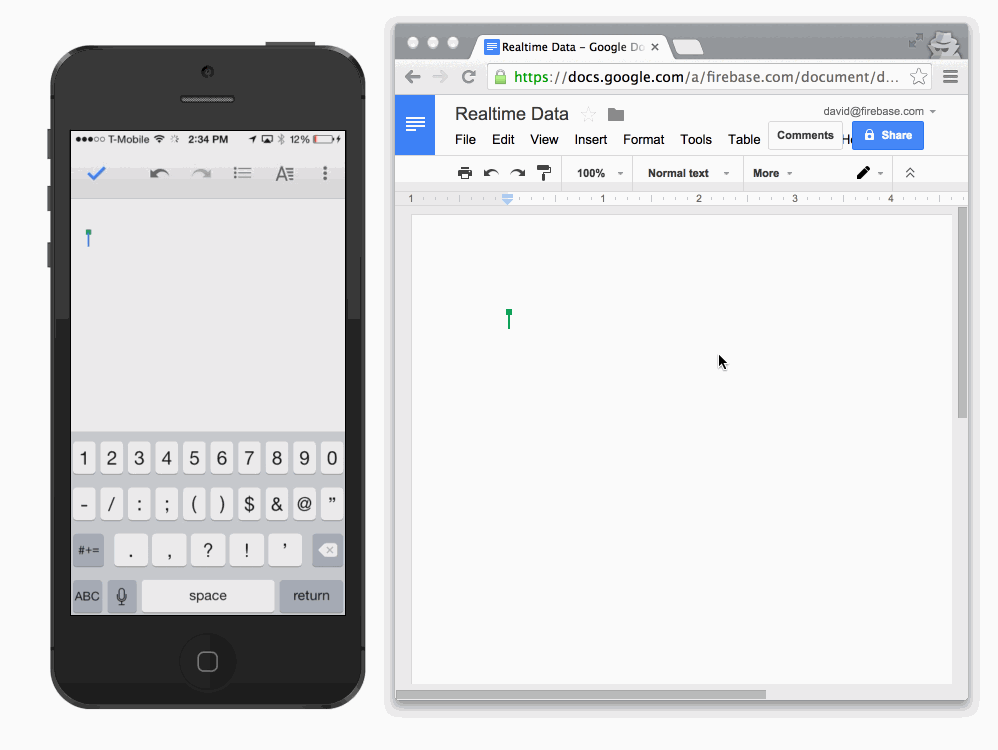 T-Mobile 2:34 PM 12%
1 2 3 4 5 6 7 8 9 0
- / : ; ( ) $ & @ ”
#+= . , ? ! ’
ABC space return
Realtime Data – Google Do
https://docs.google.com/a/firebase.com/document/d...
Realtime Data
david@firebase.com
File Edit View Insert Format Tools Table
Comments
Share
100% Normal text More
1 1 2 3 4